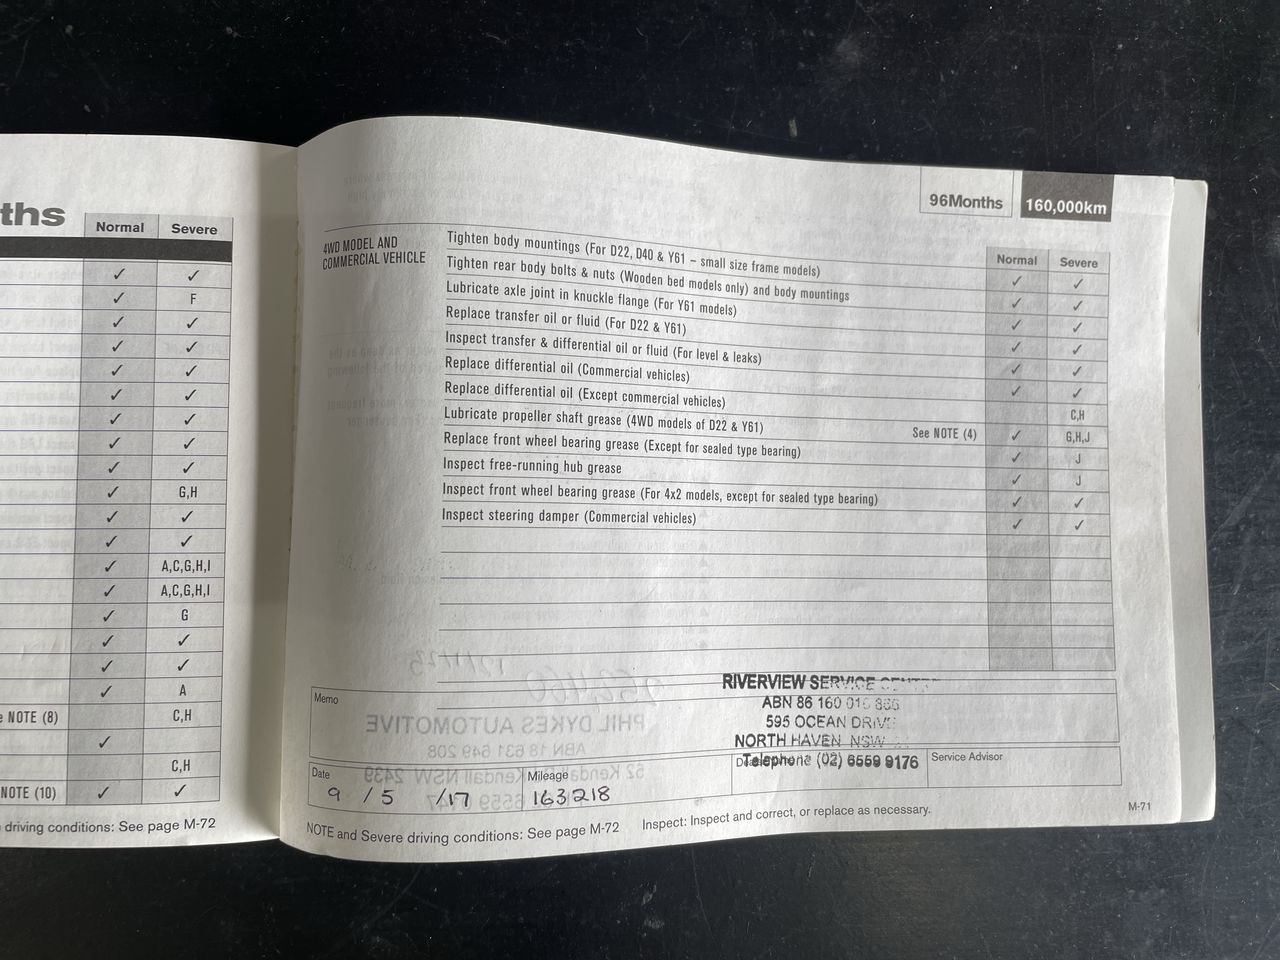 ths
Normal Severe
✓ ✓
✓ F
✓ ✓
✓ ✓
✓ ✓
✓ ✓
✓ ✓
✓ ✓
✓ ✓
✓ G,H
✓ ✓
✓ ✓
✓ A,C,G,H,I
✓ A,C,G,H,I
✓ G
✓ ✓
✓ ✓
✓ A
NOTE (8) C,H
✓
C,H
NOTE (10) ✓ ✓
driving conditions: See page M-72
96Months 160,000km
Normal Severe
4WD MODEL AND
COMMERCIAL VEHICLE
Tighten body mountings (For D22, D40 & Y61 – small size frame models) ✓ ✓
Tighten rear body bolts & nuts (Wooden bed models only) and body mountings ✓ ✓
Lubricate axle joint in knuckle flange (For Y61 models) ✓ ✓
Replace transfer oil or fluid (For D22 & Y61) ✓ ✓
Inspect transfer & differential oil or fluid (For level & leaks) ✓ ✓
Replace differential oil (Commercial vehicles) ✓ ✓
Replace differential oil (Except commercial vehicles) C,H
Lubricate propeller shaft grease (4WD models of D22 & Y61) See NOTE (4) ✓ G,H,J
Replace front wheel bearing grease (Except for sealed type bearing) ✓ J
Inspect free-running hub grease ✓ J
Inspect front wheel bearing grease (For 4x2 models, except for sealed type bearing) ✓ ✓
Inspect steering damper (Commercial vehicles) ✓ ✓
Memo
RIVERVIEW SERVICE
ABN 86 160
595 OCEAN DRIVE
NORTH HAVEN NSW
Telephone (02) 6559 9176
Date 9 / 5 /17
Mileage 163218
Service Advisor
NOTE and Severe driving conditions: See page M-72 Inspect: Inspect and correct, or replace as necessary.
M-71